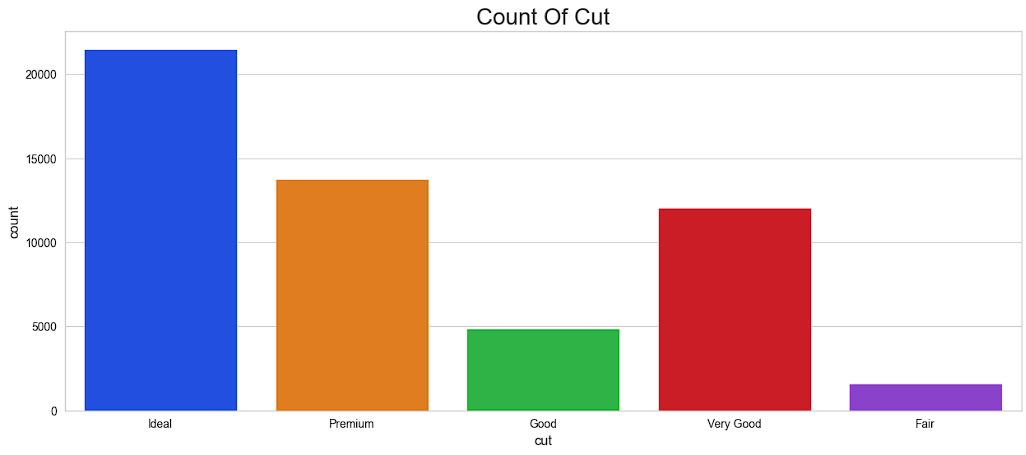 Count Of Cut
20000
15000
10000
5000
0
count
Ideal
Premium
Good
Very Good
Fair
cut